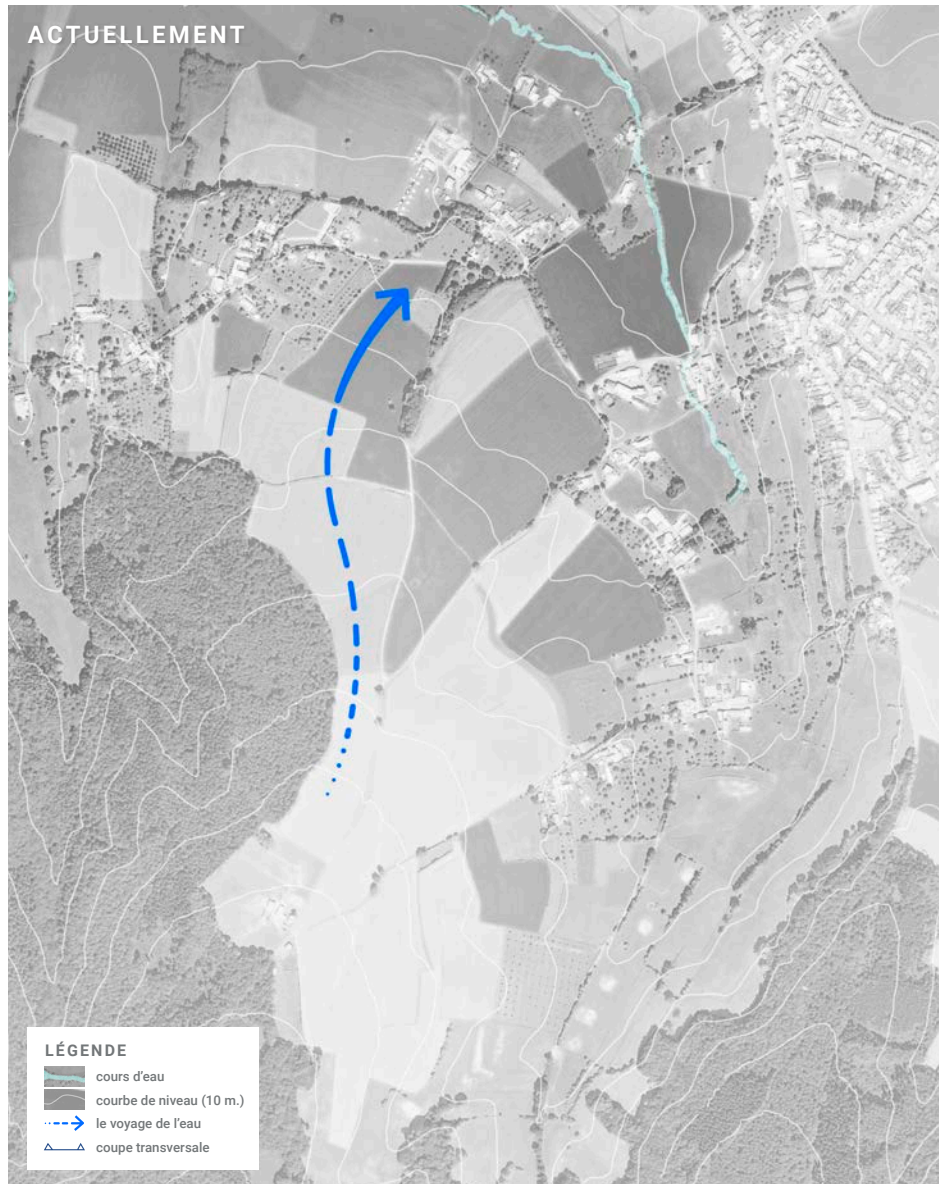 ACTUELLEMENT
LÉGENDE
cours d'eau
courbe de niveau (10 m.)
le voyage de l'eau
coupe transversale